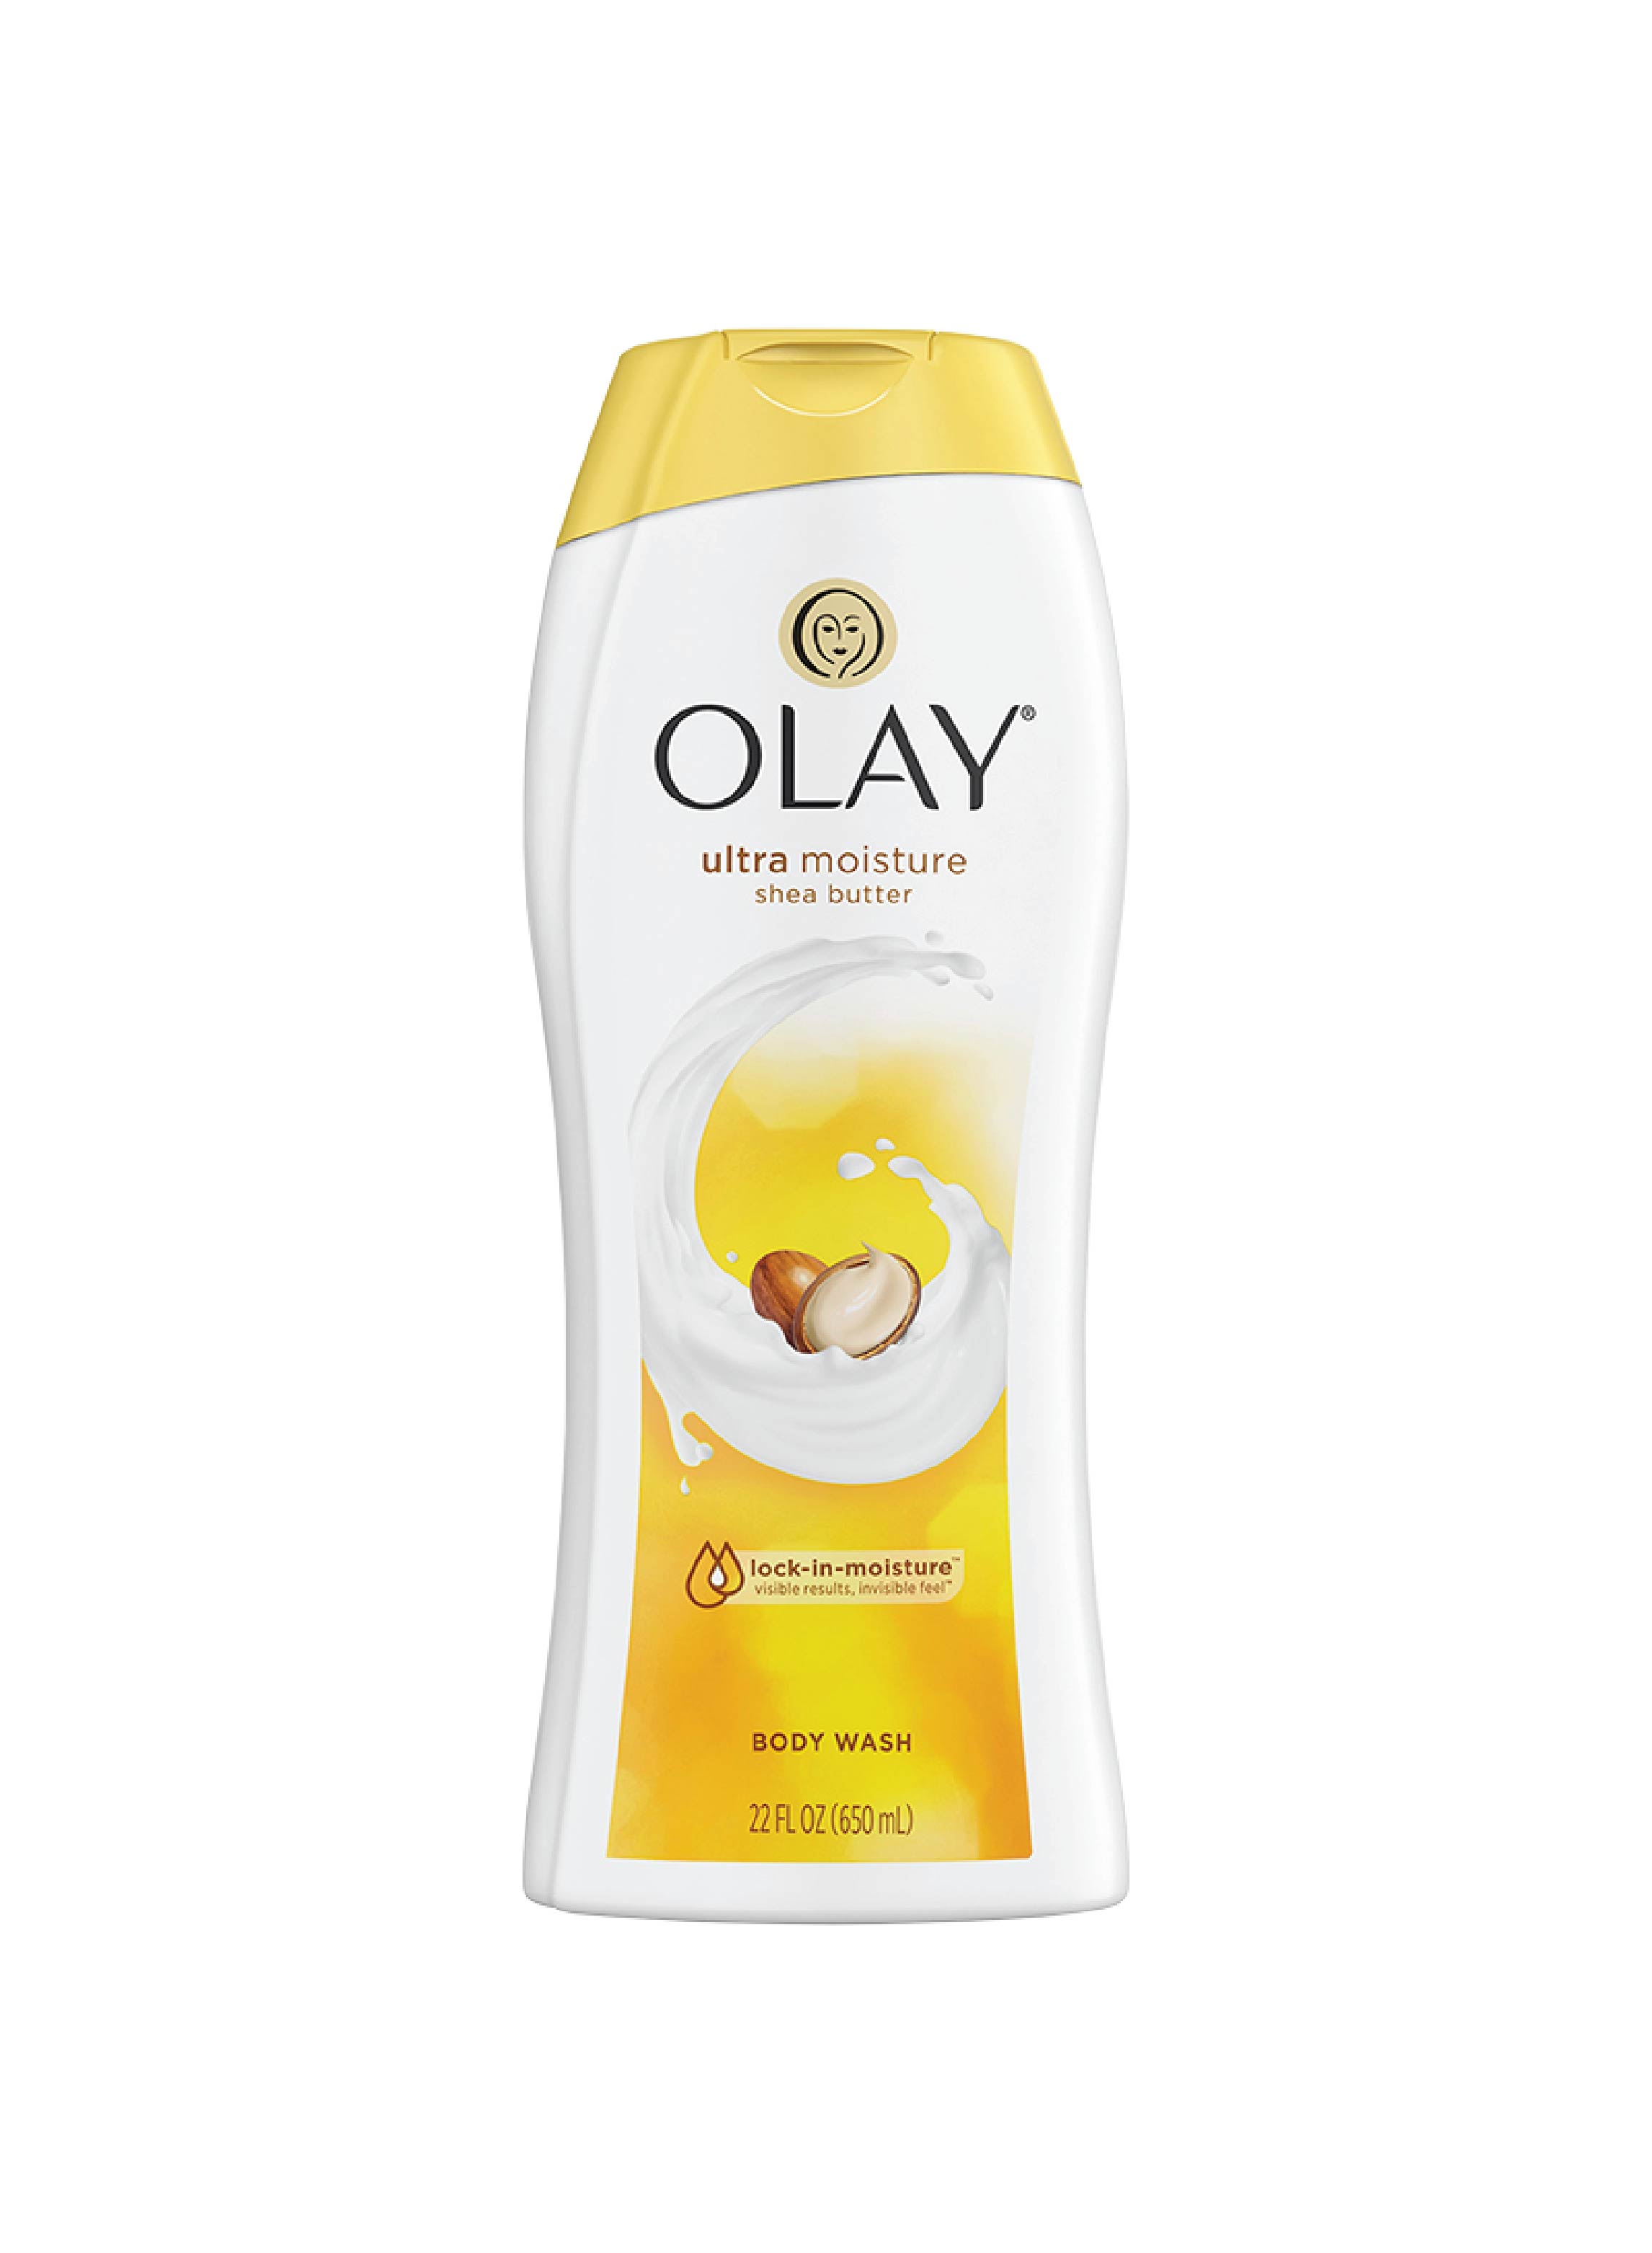 OLAY®
ultra moisture
shea butter
lock-in-moisture™
visible results, invisible feel™
BODY WASH
22 FL OZ (650 mL)